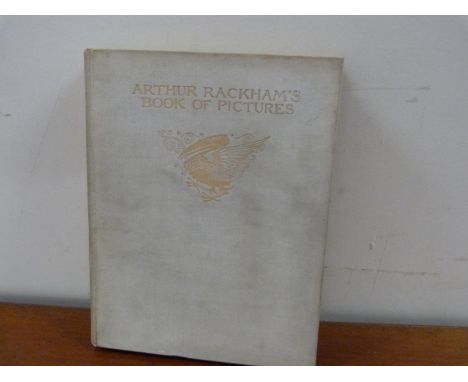 ARTHUR RACKHAM'S
BOOK OF PICTURES